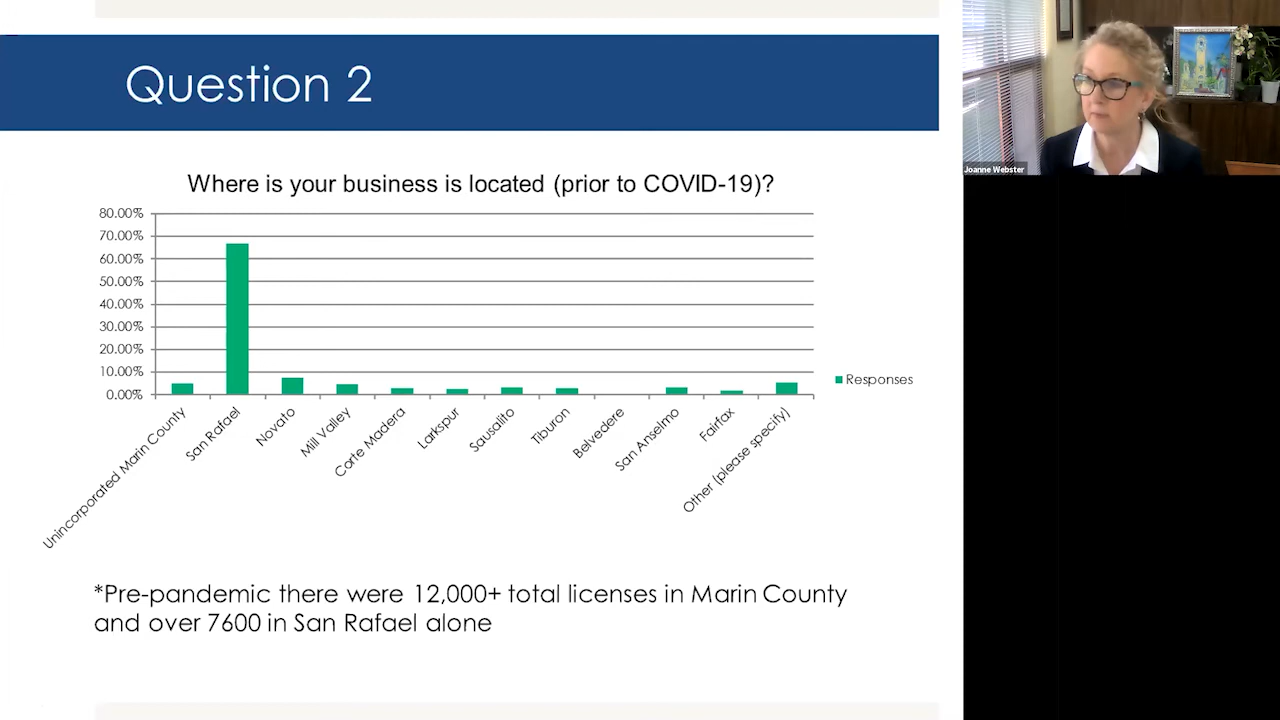 Question 2
Where is your business is located (prior to COVID-19)?
80.00%
70.00%
60.00%
50.00%
40.00%
30.00%
20.00%
10.00%
0.00%
Unincorporated Marin County
San Rafael
Novato
Mill Valley
Corte Madera
Larkspur
Sausalito
Tiburon
Belvedere
San Anselmo
Fairfax
Other (please specify)
Responses
*Pre-pandemic there were 12,000+ total licenses in Marin County
and over 7600 in San Rafael alone
Joanne Webster